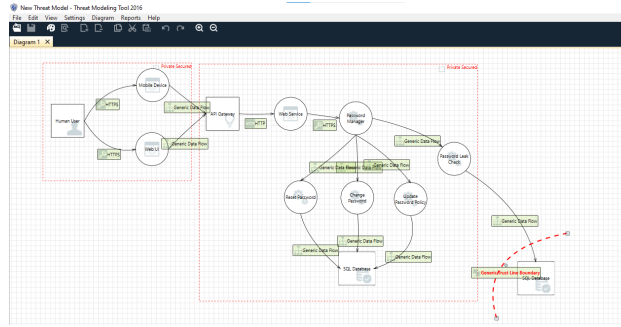 New Threat Model - Threat Modeling Tool 2016
File Edit View Settings Diagram Reports Help
Diagram 1 ×
Private Secured
Private Secured
Mobile Device
HTTPS
Generic Data Flow
Human User
API Gateway
HTTP
Web Service
HTTPS
Password
Manager
Web UI
Generic Data Flow
HTTPS
Generic Data Flow
Password Leak
Check
Generic Data Flow
Generic Data Flow
Reset Password
Change
Password
Update
Password Policy
Generic Data Flow
Generic Data Flow
Generic Data Flow
Generic Data Flow
SQL Database
Generic Trust Line Boundary
SQL Database